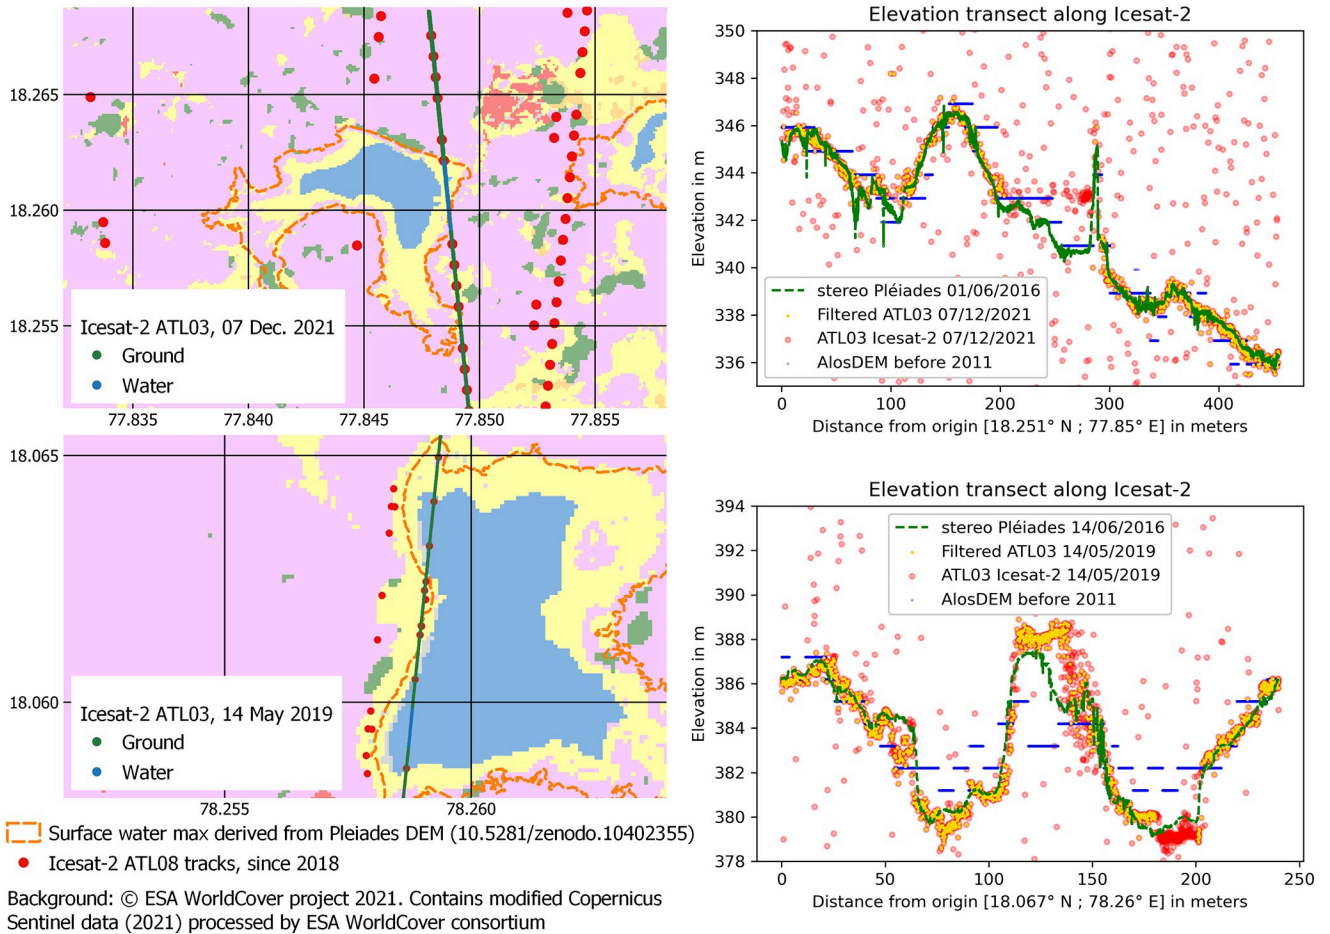 18.265
18.260
18.255
Icesat-2 ATL03, 07 Dec. 2021
Ground
Water
77.835 77.840 77.845 77.850 77.855
Elevation transect along Icesat-2
Elevation in m
350
348
346
344
342
340
338
336
stereo Pléiades 01/06/2016
Filtered ATL03 07/12/2021
ATL03 Icesat-2 07/12/2021
AlosDEM before 2011
0 100 200 300 400
Distance from origin [18.251° N ; 77.85° E] in meters
18.065
18.060
Icesat-2 ATL03, 14 May 2019
Ground
Water
78.255 78.260
Elevation transect along Icesat-2
Elevation in m
394
392
390
388
386
384
382
380
378
stereo Pléiades 14/06/2016
Filtered ATL03 14/05/2019
ATL03 Icesat-2 14/05/2019
AlosDEM before 2011
0 50 100 150 200 250
Distance from origin [18.067° N ; 78.26° E] in meters
Surface water max derived from Pleiades DEM (10.5281/zenodo.10402355)
Icesat-2 ATL08 tracks, since 2018
Background: © ESA WorldCover project 2021. Contains modified Copernicus
Sentinel data (2021) processed by ESA WorldCover consortium